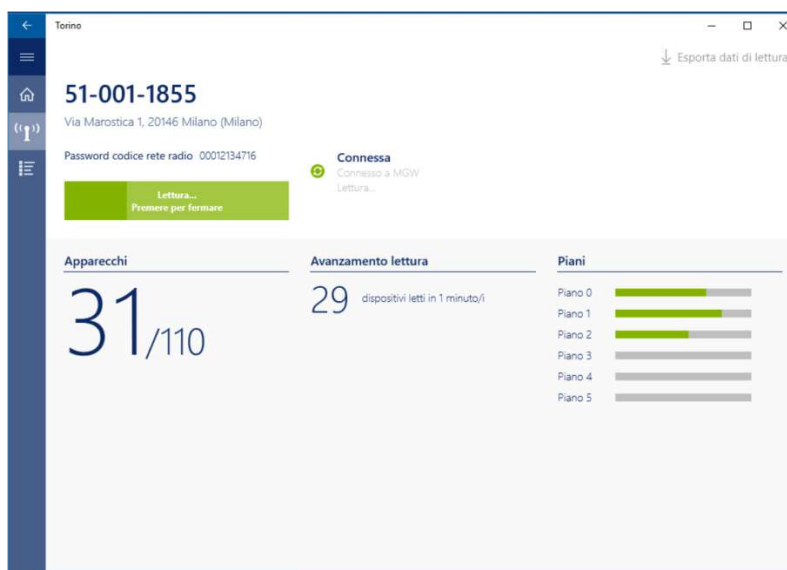 Torino
Esporta dati di lettura
51-001-1855
Via Marostica 1, 20146 Milano (Milano)
Password codice rete radio 00012134716
Connessa
Connesso a MGW
Lettura...
Lettura...
Premere per fermare
Apparecchi
31/110
Avanzamento lettura
29 dispositivi letti in 1 minuto/i
Piani
Piano 0
Piano 1
Piano 2
Piano 3
Piano 4
Piano 5